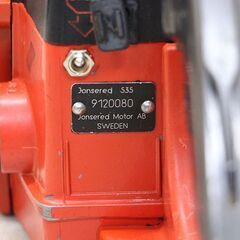 Jonsered 535
9120080
Jonsered Motor AB
SWEDEN